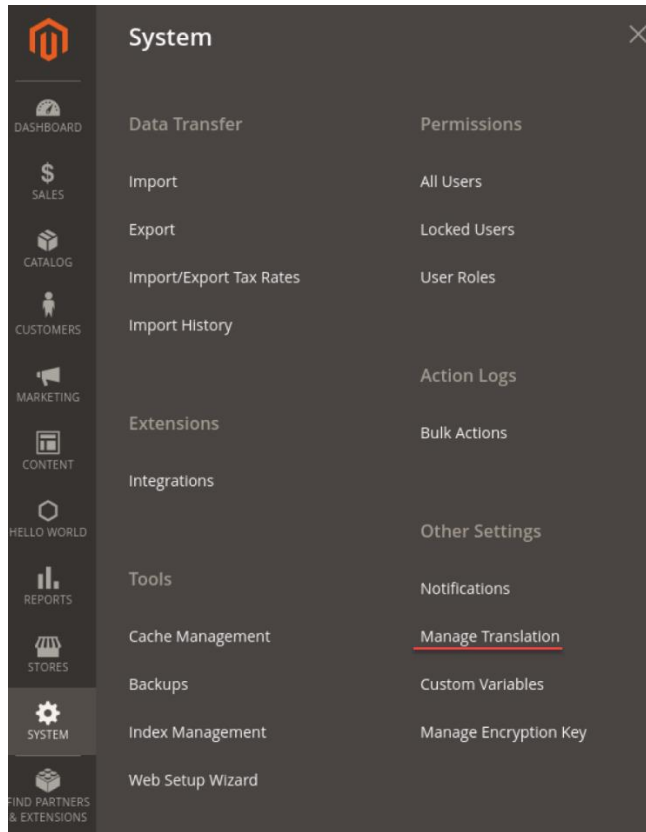 DASHBOARD
SALES
CATALOG
CUSTOMERS
MARKETING
CONTENT
HELLO WORLD
REPORTS
STORES
SYSTEM
FIND PARTNERS
& EXTENSIONS
System
Data Transfer
Import
Export
Import/Export Tax Rates
Import History
Extensions
Integrations
Tools
Cache Management
Backups
Index Management
Web Setup Wizard
Permissions
All Users
Locked Users
User Roles
Action Logs
Bulk Actions
Other Settings
Notifications
Manage Translation
Custom Variables
Manage Encryption Key